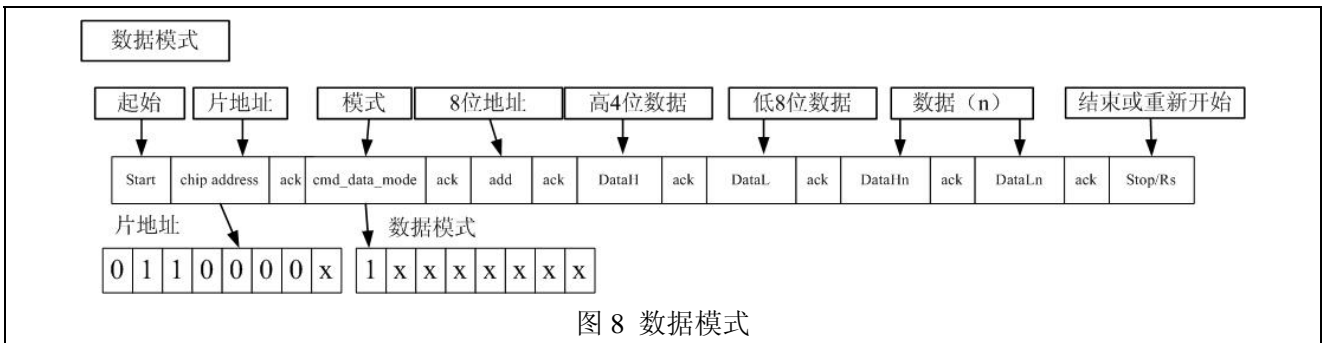 数据模式
起始 片地址 模式 8位地址 高4位数据 低8位数据 数据（n） 结束或重新开始
Start chip address ack cmd_data_mode ack add ack DataH ack DataL ack DataHn ack DataLn ack Stop/Rs
片地址 数据模式
0 1 1 0 0 0 0 x 1 x x x x x x x
图 8 数据模式